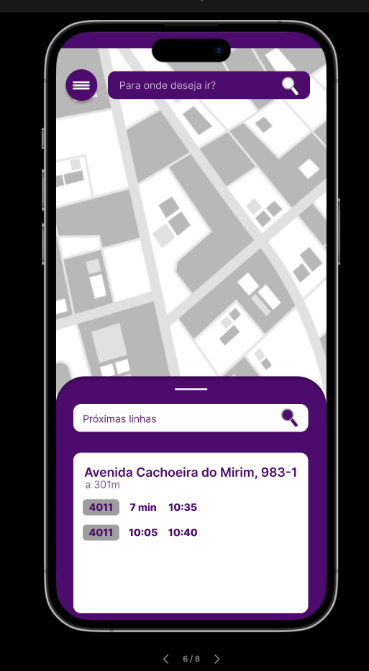 Para onde deseja ir?
Próximas linhas
Avenida Cachoeira do Mirim, 983-1
a 301m
4011 7 min 10:35
4011 10:05 10:40
6 / 8